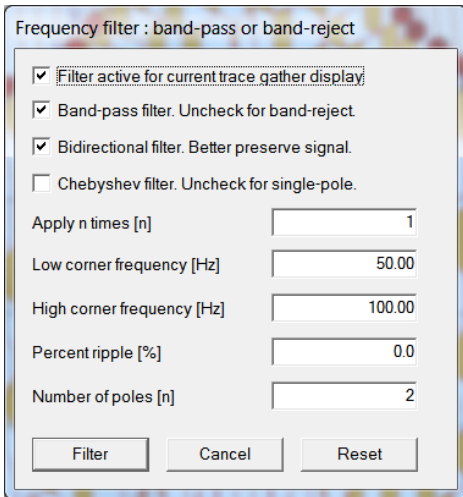 Frequency filter : band-pass or band-reject
Filter active for current trace gather display
Band-pass filter. Uncheck for band-reject.
Bidirectional filter. Better preserve signal.
Chebyshev filter. Uncheck for single-pole.
Apply n times [n] 1
Low corner frequency [Hz] 50.00
High corner frequency [Hz] 100.00
Percent ripple [%] 0.0
Number of poles [n] 2
Filter Cancel Reset